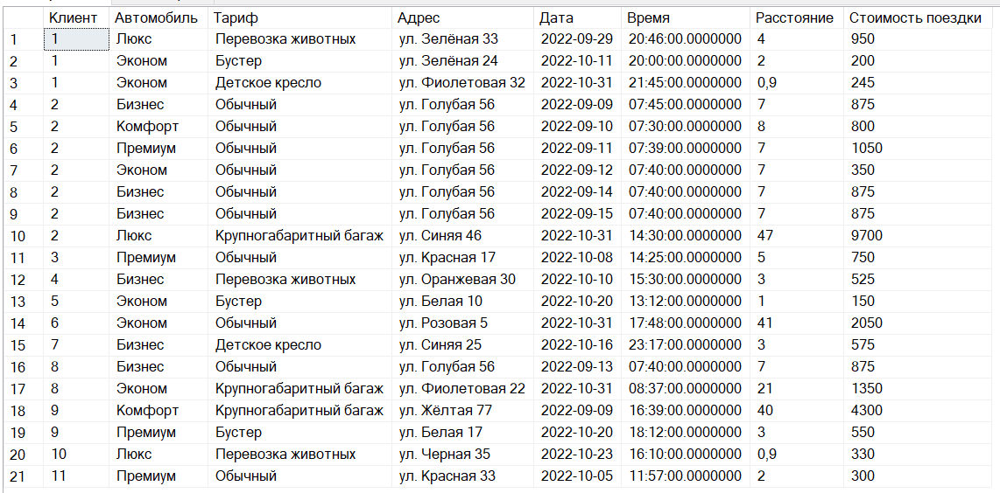 Клиент Автомобиль Тариф Адрес Дата Время Расстояние Стоимость поездки
1 1 Люкс Перевозка животных ул. Зелёная 33 2022-09-29 20:46:00.0000000 4 950
2 1 Эконом Бустер ул. Зелёная 24 2022-10-11 20:00:00.0000000 2 200
3 1 Эконом Детское кресло ул. Фиолетовая 32 2022-10-31 21:45:00.0000000 0,9 245
4 2 Бизнес Обычный ул. Голубая 56 2022-09-09 07:45:00.0000000 7 875
5 2 Комфорт Обычный ул. Голубая 56 2022-09-10 07:30:00.0000000 8 800
6 2 Премиум Обычный ул. Голубая 56 2022-09-11 07:39:00.0000000 7 1050
7 2 Эконом Обычный ул. Голубая 56 2022-09-12 07:40:00.0000000 7 350
8 2 Бизнес Обычный ул. Голубая 56 2022-09-14 07:40:00.0000000 7 875
9 2 Бизнес Обычный ул. Голубая 56 2022-09-15 07:40:00.0000000 7 875
10 2 Люкс Крупногабаритный багаж ул. Синяя 46 2022-10-31 14:30:00.0000000 47 9700
11 3 Премиум Обычный ул. Красная 17 2022-10-08 14:25:00.0000000 5 750
12 4 Бизнес Перевозка животных ул. Оранжевая 30 2022-10-10 15:30:00.0000000 3 525
13 5 Эконом Бустер ул. Белая 10 2022-10-20 13:12:00.0000000 1 150
14 6 Эконом Обычный ул. Розовая 5 2022-10-31 17:48:00.0000000 41 2050
15 7 Бизнес Детское кресло ул. Синяя 25 2022-10-16 23:17:00.0000000 3 575
16 8 Бизнес Обычный ул. Голубая 56 2022-09-13 07:40:00.0000000 7 875
17 8 Эконом Крупногабаритный багаж ул. Фиолетовая 22 2022-10-31 08:37:00.0000000 21 1350
18 9 Комфорт Крупногабаритный багаж ул. Жёлтая 77 2022-09-09 16:39:00.0000000 40 4300
19 9 Премиум Бустер ул. Белая 17 2022-10-20 18:12:00.0000000 3 550
20 10 Люкс Перевозка животных ул. Черная 35 2022-10-23 16:10:00.0000000 0,9 330
21 11 Премиум Обычный ул. Красная 33 2022-10-05 11:57:00.0000000 2 300